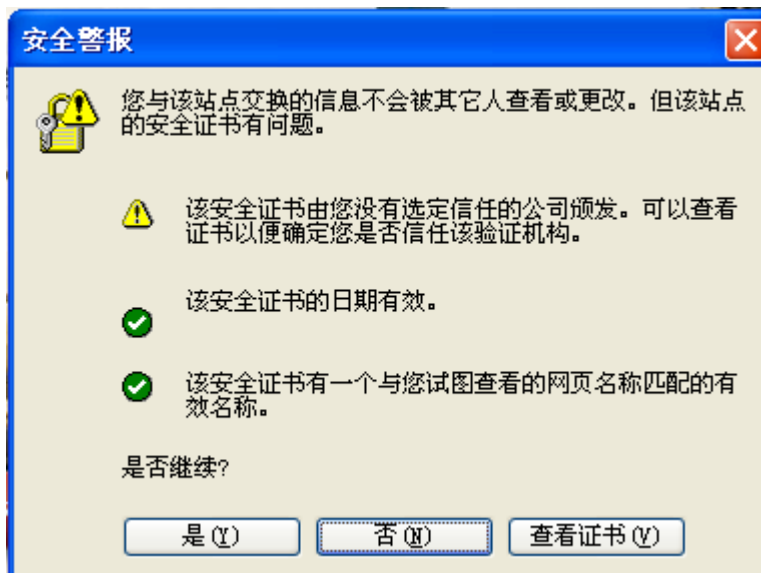 安全警报
您与该站点交换的信息不会被其它人查看或更改。但该站点
的安全证书有问题。
该安全证书由您没有选定信任的公司颁发。可以查看
证书以便确定您是否信任该验证机构。
该安全证书的日期有效。
该安全证书有一个与您试图查看的网页名称匹配的有
效名称。
是否继续?
是(Y) 否(N) 查看证书(V)